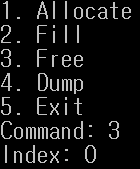 1. Allocate
2. Fill
3. Free
4. Dump
5. Exit
Command: 3
Index: 0